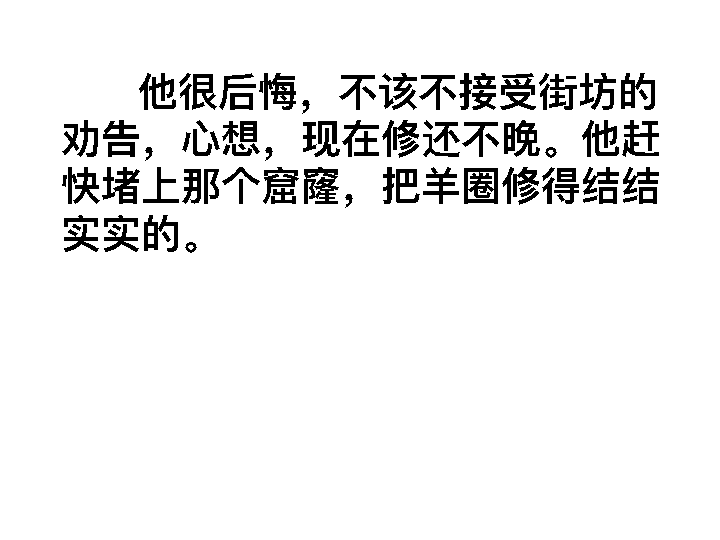 他很后悔，不该不接受街坊的
劝告，心想，现在修还不晚。他赶
快堵上那个窟窿，把羊圈修得结结
实实的。